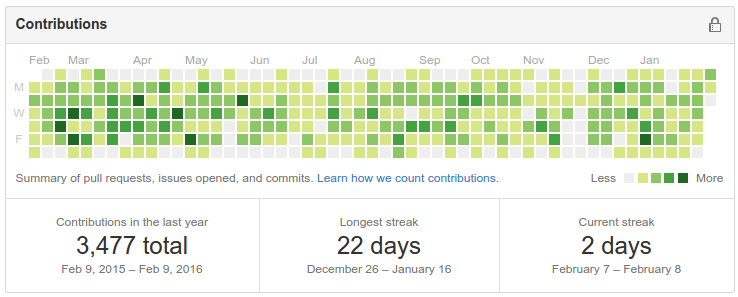 Contributions
Feb Mar Apr May Jun Jul Aug Sep Oct Nov Dec Jan
M
W
F
Summary of pull requests, issues opened, and commits. Learn how we count contributions.
Less More
Contributions in the last year
3,477 total
Feb 9, 2015 – Feb 9, 2016
Longest streak
22 days
December 26 – January 16
Current streak
2 days
February 7 – February 8